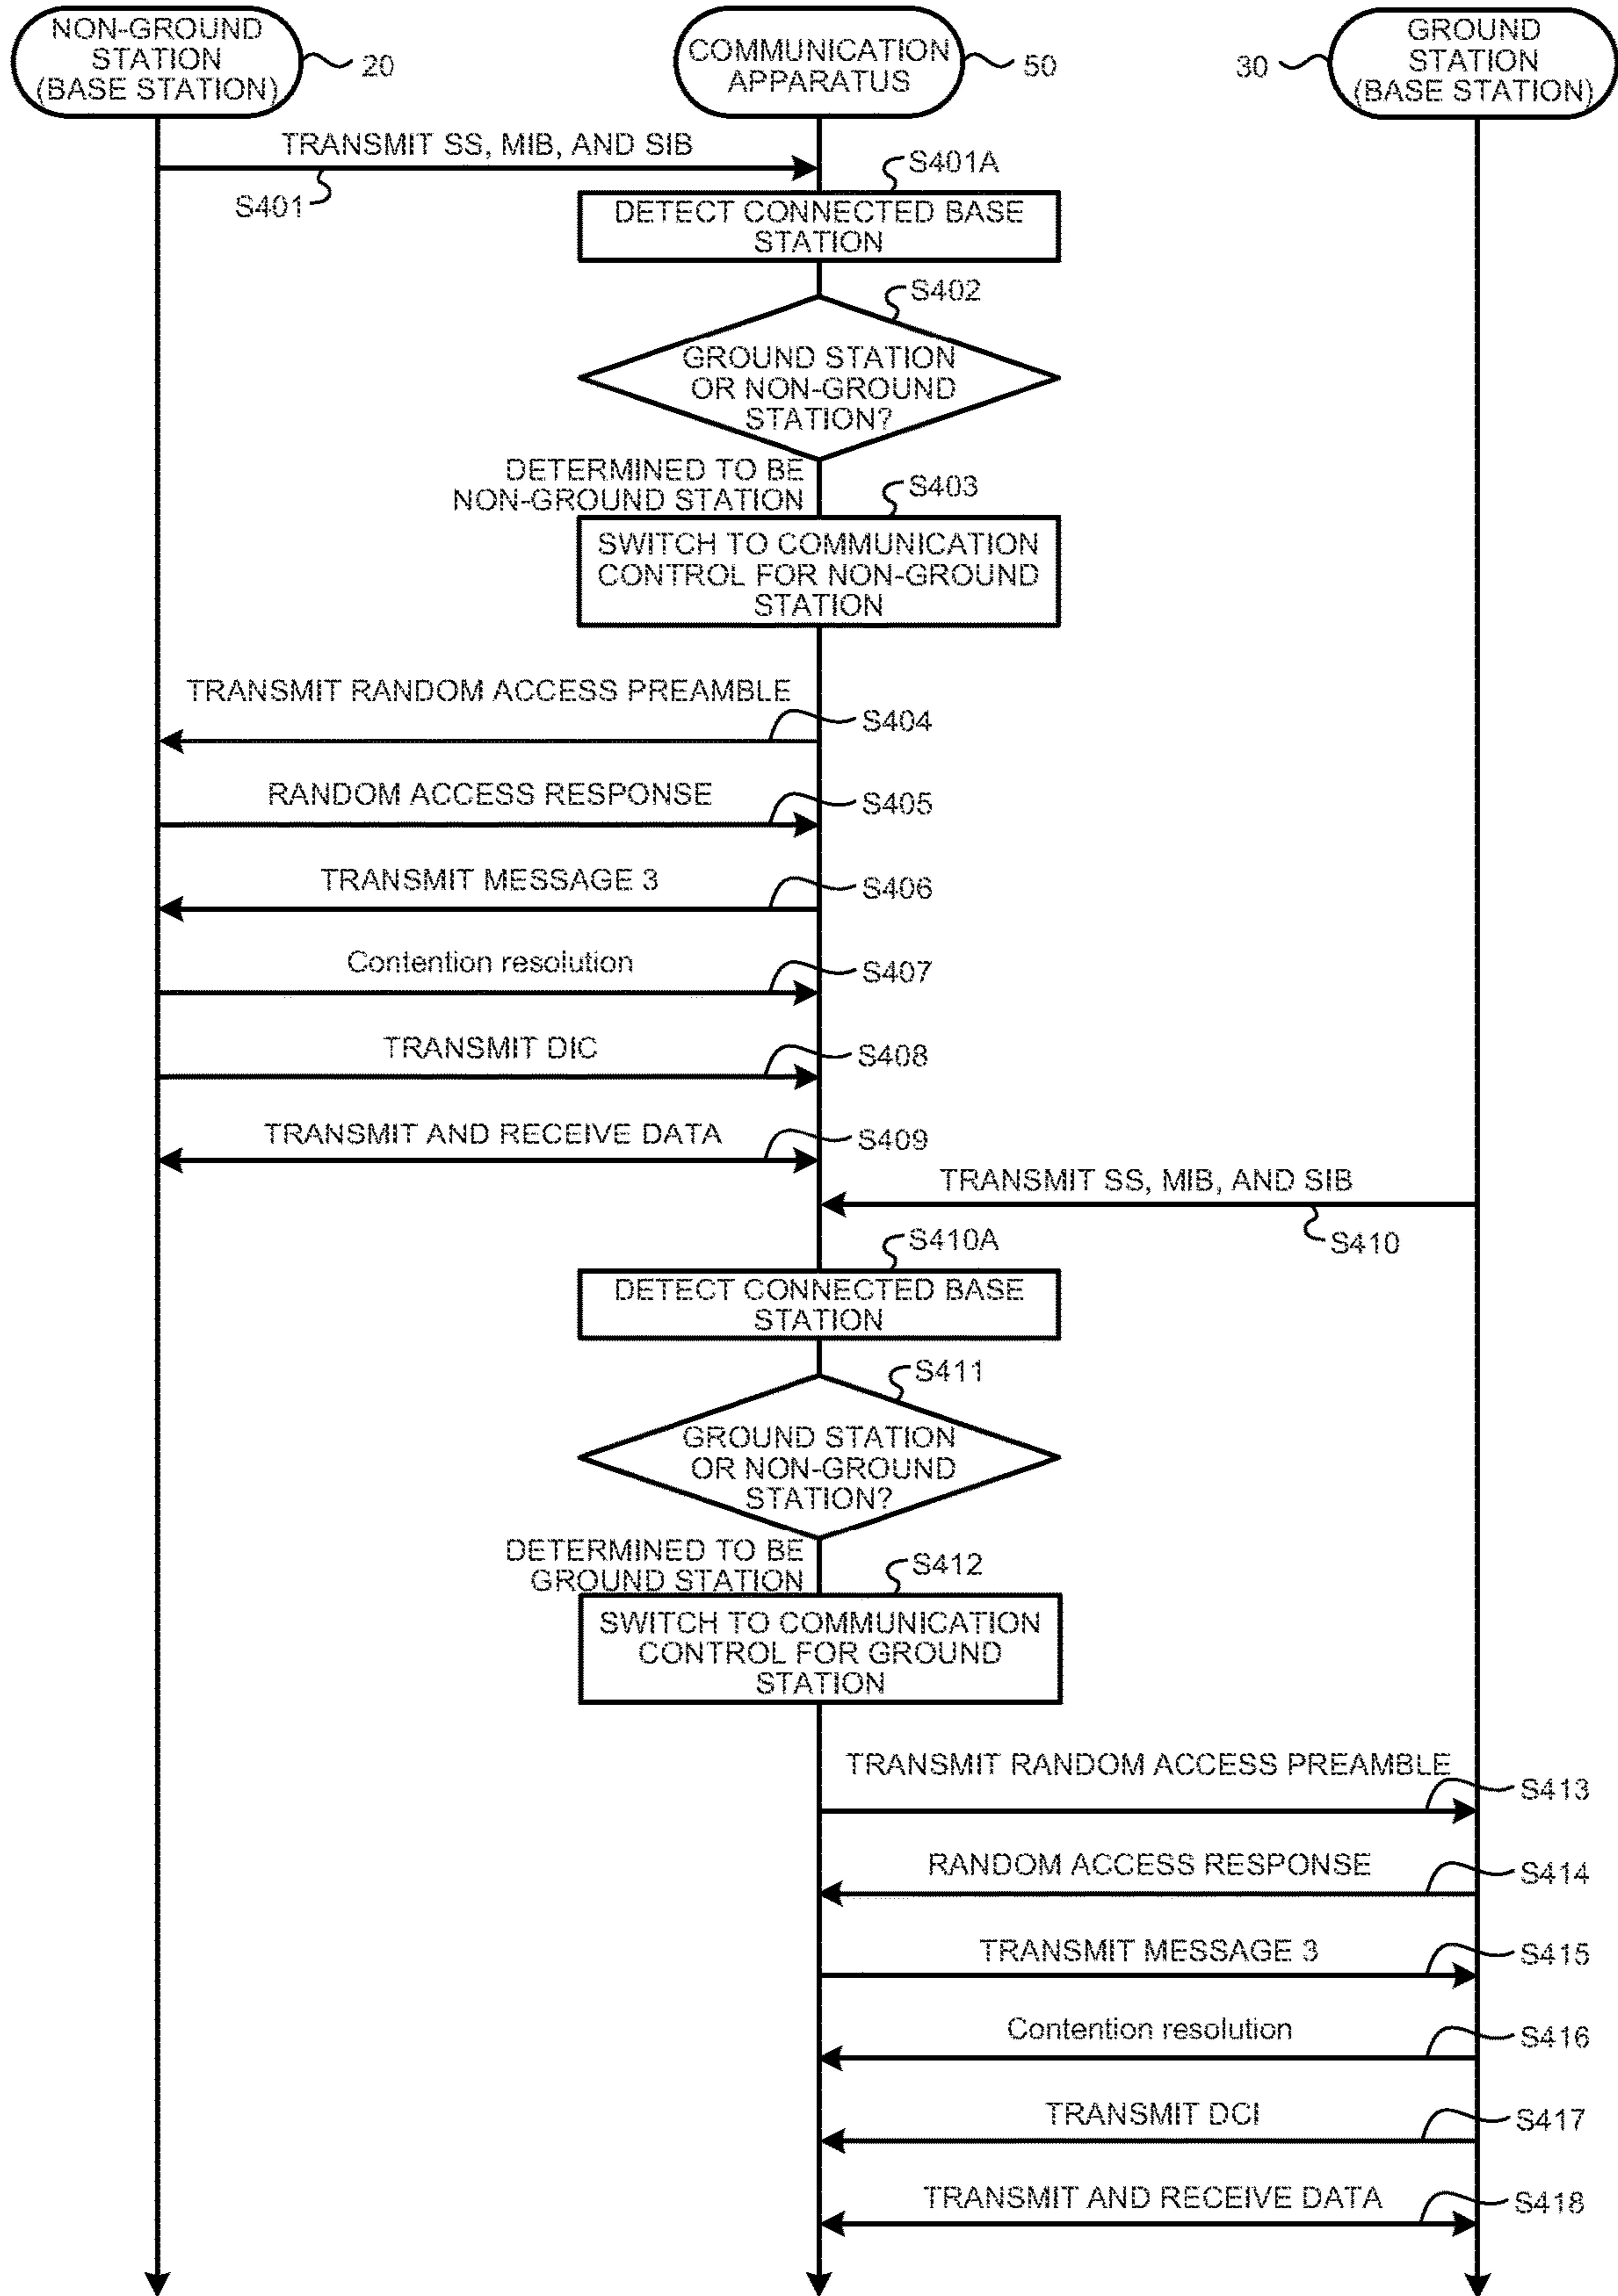 NON-GROUND
STATION
(BASE STATION)
20
COMMUNICATION
APPARATUS
50
30
GROUND
STATION
(BASE STATION)
TRANSMIT SS, MIB, AND SIB
S401
S401A
DETECT CONNECTED BASE
STATION
S402
GROUND STATION
OR NON-GROUND
STATION?
DETERMINED TO BE
NON-GROUND STATION
S403
SWITCH TO COMMUNICATION
CONTROL FOR NON-GROUND
STATION
TRANSMIT RANDOM ACCESS PREAMBLE
S404
RANDOM ACCESS RESPONSE
S405
TRANSMIT MESSAGE 3
S406
Contention resolution
S407
TRANSMIT DIC
S408
TRANSMIT AND RECEIVE DATA
S409
TRANSMIT SS, MIB, AND SIB
S410
S410A
DETECT CONNECTED BASE
STATION
S411
GROUND STATION
OR NON-GROUND
STATION?
DETERMINED TO BE
GROUND STATION
S412
SWITCH TO COMMUNICATION
CONTROL FOR GROUND
STATION
TRANSMIT RANDOM ACCESS PREAMBLE
S413
RANDOM ACCESS RESPONSE
S414
TRANSMIT MESSAGE 3
S415
Contention resolution
S416
TRANSMIT DCI
S417
TRANSMIT AND RECEIVE DATA
S418